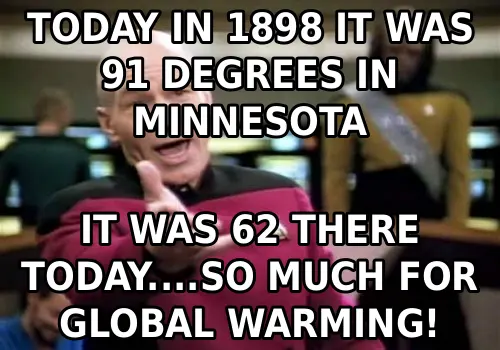 TODAY IN 1898 IT WAS
91 DEGREES IN
MINNESOTA
IT WAS 62 THERE
TODAY....SO MUCH FOR
GLOBAL WARMING!